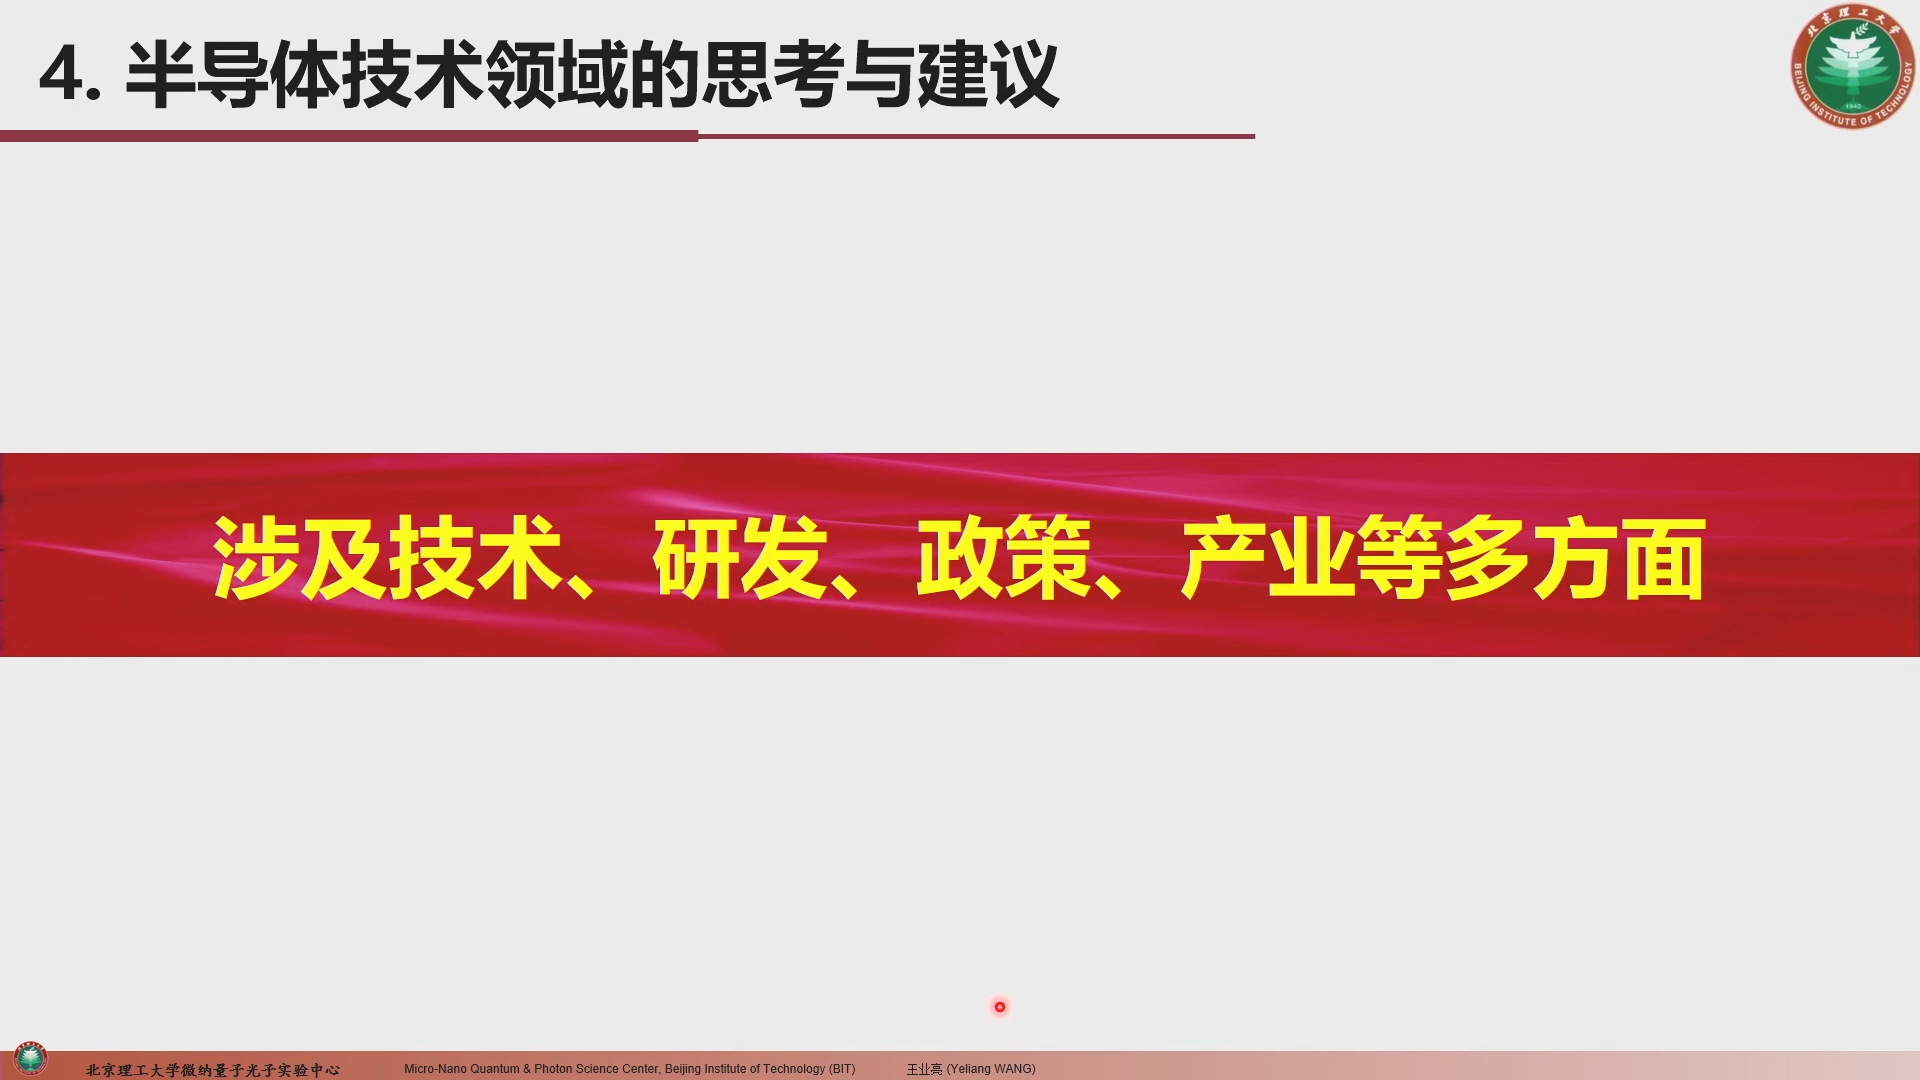 4. 半导体技术领域的思考与建议
北京理工大学
BEIJING INSTITUTE OF TECHNOLOGY
1940
涉及技术、研发、政策、产业等多方面
北京理工大学微纳量子光子实验中心 Micro-Nano Quantum & Photon Science Center, Beijing Institute of Technology (BIT) 王业亮 (Yeliang WANG)